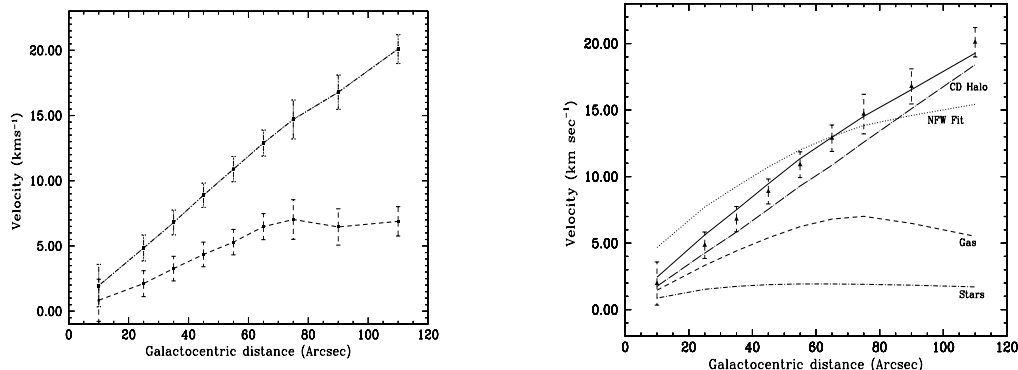 20.00
15.00
10.00
5.00
0.00
Velocity (kms⁻¹)
0 20 40 60 80 100 120
Galactocentric distance (Arcsec)
20.00
15.00
10.00
5.00
0.00
Velocity (km sec⁻¹)
CD Halo
NFW Fit
Gas
Stars
0 20 40 60 80 100 120
Galactocentric distance (Arcsec)